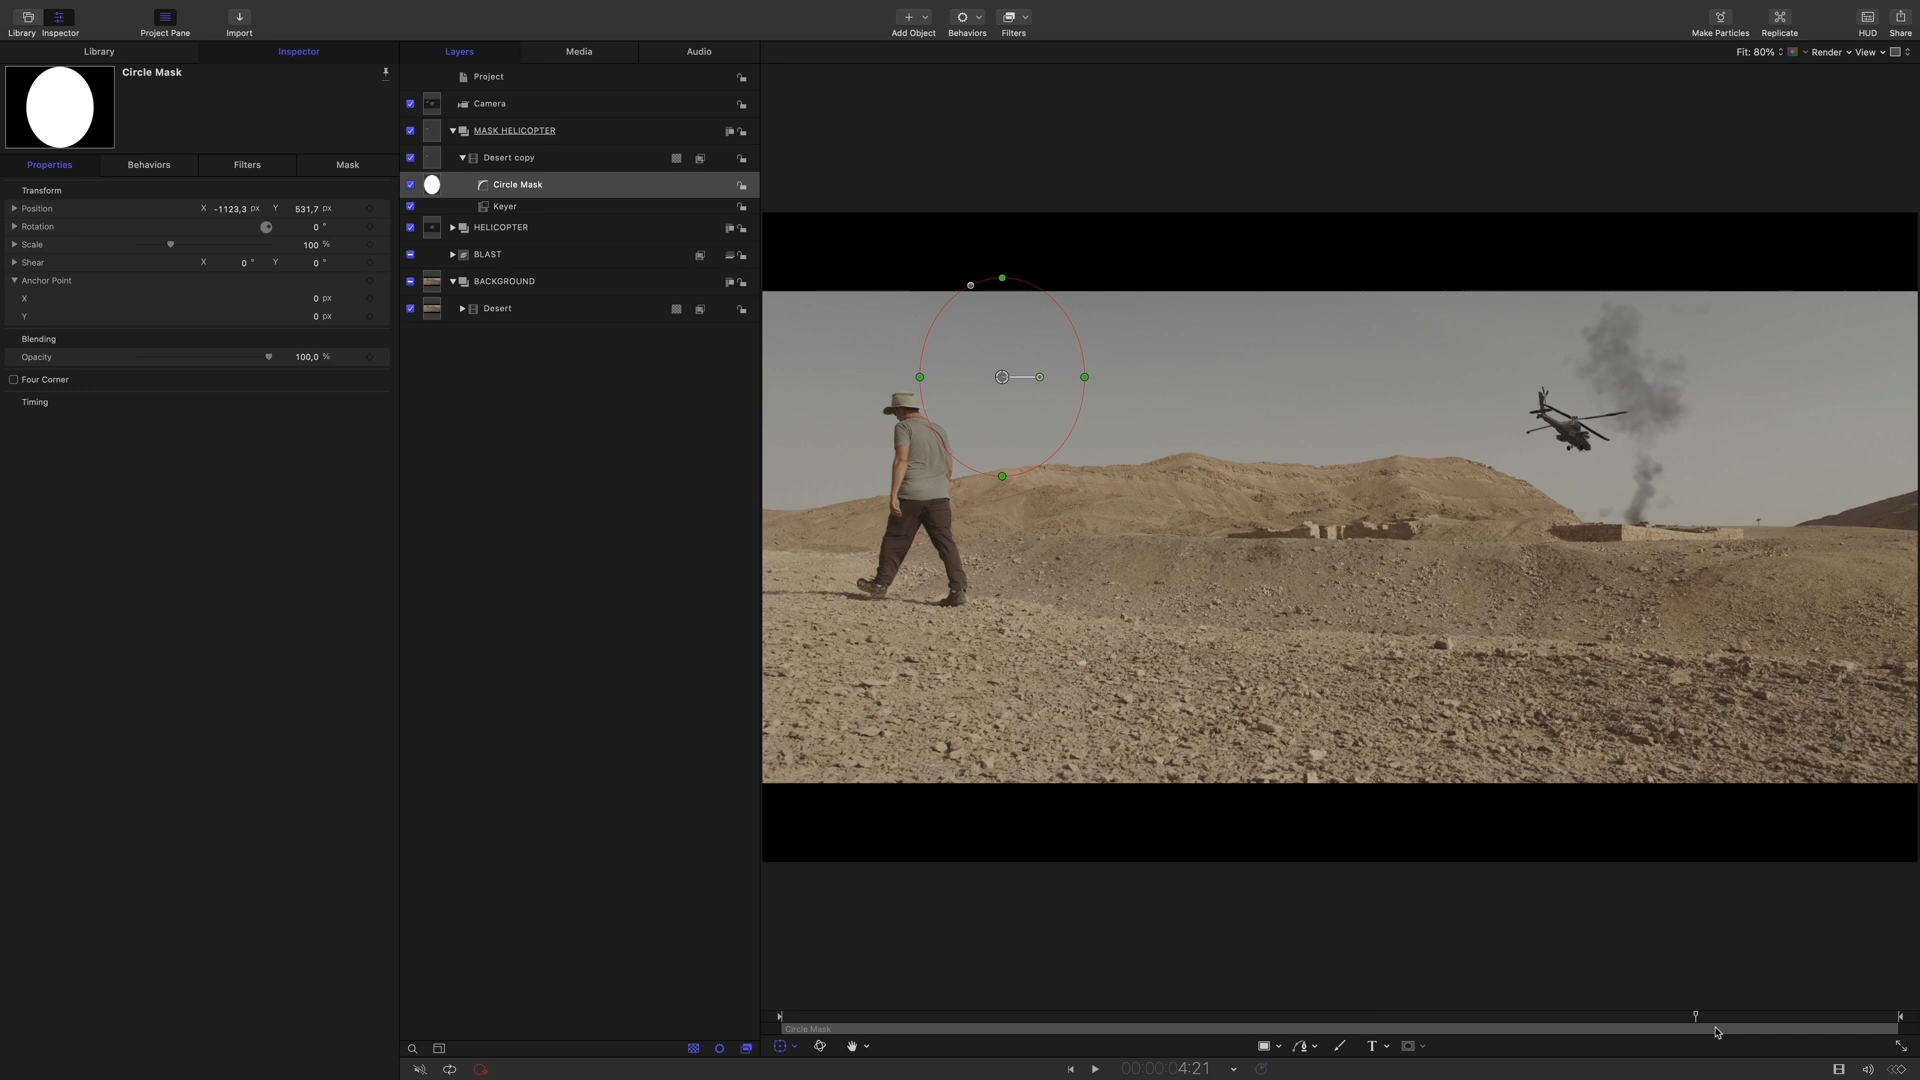 Library Inspector Project Pane Import Add Object Behaviors Filters Make Particles Replicate HUD Share
Library Inspector Layers Media Audio Fit: 80% Render View
Circle Mask
Properties Behaviors Filters Mask
Transform
Position X -1123,3 px Y 531,7 px
Rotation 0 °
Scale 100 %
Shear X 0 ° Y 0 °
Anchor Point
X 0 px
Y 0 px
Blending
Opacity 100,0 %
Four Corner
Timing
Project
Camera
MASK HELICOPTER
Desert copy
Circle Mask
Keyer
HELICOPTER
BLAST
BACKGROUND
Desert
Circle Mask
T
00:00:04:21